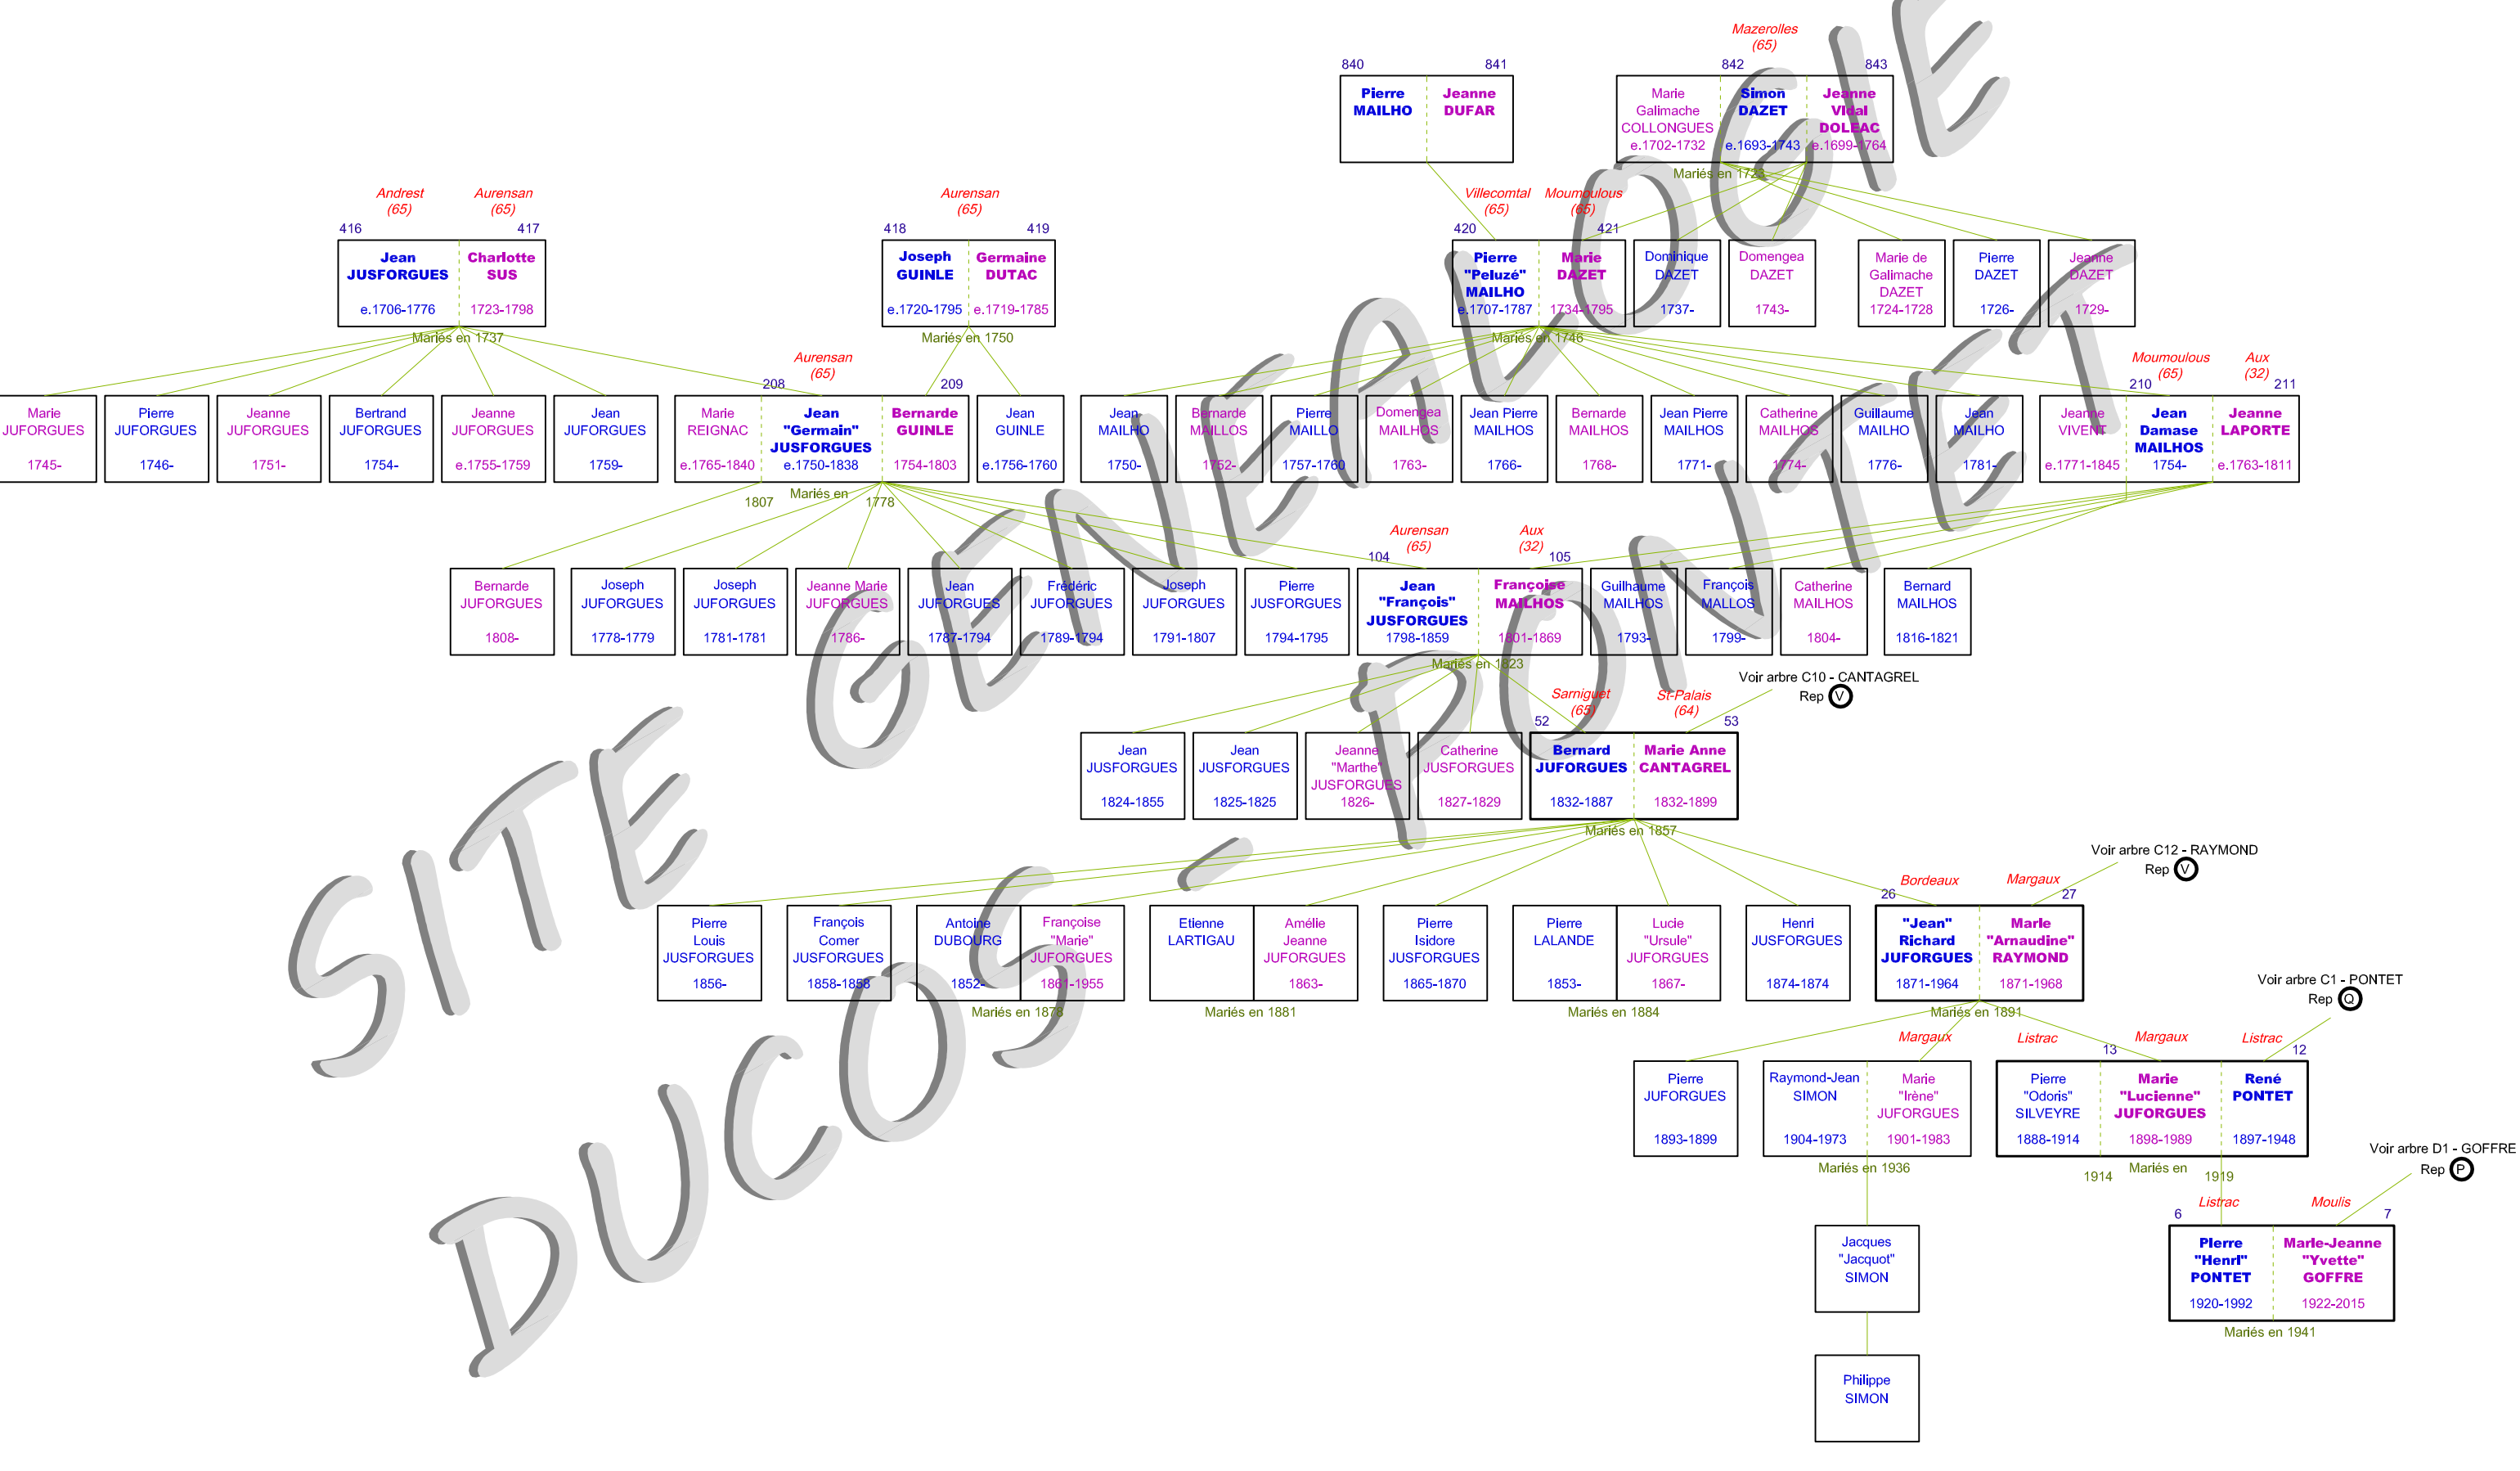 SITE GENEALOGIE
DUCOS - PONTET
Mazerolles
(65)
840 841
Pierre
MAILHO
Jeanne
DUFAR
842 843
Marie
Galimache
COLLONGUES
e.1702-1732
Simon
DAZET
e.1693-1743
Jeanne
Vidal
DOLEAC
e.1699-1764
Andrest
(65)
Aurensan
(65)
416 417
Jean
JUSFORGUES
e.1706-1776
Charlotte
SUS
1723-1798
Mariés en 1737
Aurensan
(65)
418 419
Joseph
GUINLE
e.1720-1795
Germaine
DUTAC
e.1719-1785
Mariés en 1750
Villecomtal
(65)
Moumoulous
(65)
420 421
Pierre
"Peluzé"
MAILHO
e.1707-1787
Marie
DAZET
1734-1795
Mariés en 1746
Dominique
DAZET
1737-
Domengea
DAZET
1743-
Marie de
Galimache
DAZET
1724-1728
Pierre
DAZET
1726-
Jeanne
DAZET
1729-
Marie
JUFORGUES
1745-
Pierre
JUFORGUES
1746-
Jeanne
JUFORGUES
1751-
Bertrand
JUFORGUES
1754-
Jeanne
JUFORGUES
e.1755-1759
Jean
JUFORGUES
1759-
Aurensan
(65)
208 209
Marie
REIGNAC
e.1765-1840
Jean
"Germain"
JUSFORGUES
e.1750-1838
Bernarde
GUINLE
1754-1803
1807 Mariés en 1778
Jean
GUINLE
e.1756-1760
Jean
MAILHO
1750-
Bernarde
MAILLOS
1752-
Pierre
MAILLO
1757-1760
Domengea
MAILHOS
1763-
Jean Pierre
MAILHOS
1766-
Bernarde
MAILHOS
1768-
Jean Pierre
MAILHOS
1771-
Catherine
MAILHOS
1774-
Guillaume
MAILHO
1776-
Jean
MAILHO
1781-
Moumoulous
(65)
Aux
(32)
210 211
Jeanne
VIVENT
e.1771-1845
Jean
Damase
MAILHOS
1754-
Jeanne
LAPORTE
e.1763-1811
Bernarde
JUFORGUES
1808-
Joseph
JUFORGUES
1778-1779
Joseph
JUFORGUES
1781-1781
Jeanne Marie
JUFORGUES
1786-
Jean
JUFORGUES
1787-1794
Frédéric
JUFORGUES
1789-1794
Joseph
JUFORGUES
1791-1807
Pierre
JUSFORGUES
1794-1795
Aurensan
(65)
Aux
(32)
104 105
Jean
"François"
JUSFORGUES
1798-1859
Françoise
MAILHOS
1801-1869
Mariés en 1823
Guilhaume
MAILHOS
1793-
François
MALLOS
1799-
Catherine
MAILHOS
1804-
Bernard
MAILHOS
1816-1821
Jean
JUSFORGUES
1824-1855
Jean
JUSFORGUES
1825-1825
Jeanne
"Marthe"
JUSFORGUES
1826-
Catherine
JUSFORGUES
1827-1829
Sarniguet
(65)
St-Palais
(64)
Voir arbre C10 - CANTAGREL
Rep V
52 53
Bernard
JUFORGUES
1832-1887
Marie Anne
CANTAGREL
1832-1899
Mariés en 1857
Pierre
Louis
JUSFORGUES
1856-
François
Comer
JUSFORGUES
1858-1858
Antoine
DUBOURG
1852-
Françoise
"Marie"
JUFORGUES
1861-1955
Mariés en 1878
Etienne
LARTIGAU
Amélie
Jeanne
JUFORGUES
1863-
Mariés en 1881
Pierre
Isidore
JUSFORGUES
1865-1870
Pierre
LALANDE
1853-
Lucie
"Ursule"
JUFORGUES
1867-
Mariés en 1884
Henri
JUSFORGUES
1874-1874
Bordeaux
Margaux
Voir arbre C12 - RAYMOND
Rep V
26 27
"Jean"
Richard
JUFORGUES
1871-1964
Marie
"Arnaudine"
RAYMOND
1871-1968
Mariés en 1891
Pierre
JUFORGUES
1893-1899
Margaux
Raymond-Jean
SIMON
1904-1973
Marie
"Irène"
JUFORGUES
1901-1983
Mariés en 1936
Listrac
Margaux
Listrac
Voir arbre C1 - PONTET
Rep Q
13 12
Pierre
"Odoris"
SILVEYRE
1888-1914
Marie
"Lucienne"
JUFORGUES
1898-1989
René
PONTET
1897-1948
1914 Mariés en 1919
Voir arbre D1 - GOFFRE
Rep P
Listrac
Moulis
6 7
Pierre
"Henri"
PONTET
1920-1992
Marie-Jeanne
"Yvette"
GOFFRE
1922-2015
Mariés en 1941
Jacques
"Jacquot"
SIMON
Philippe
SIMON